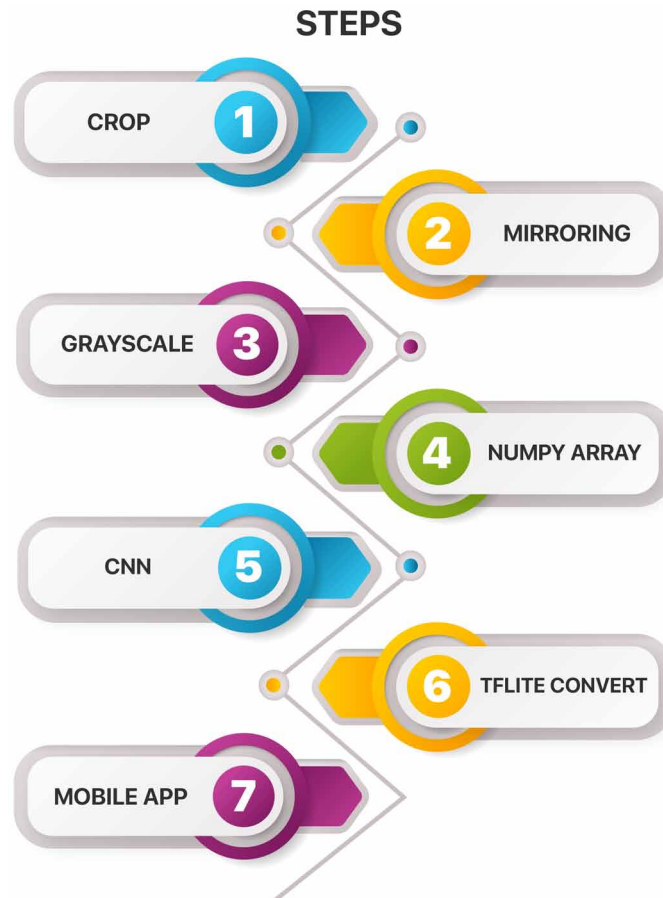 STEPS
CROP 1
2 MIRRORING
GRAYSCALE 3
4 NUMPY ARRAY
CNN 5
6 TFLITE CONVERT
MOBILE APP 7